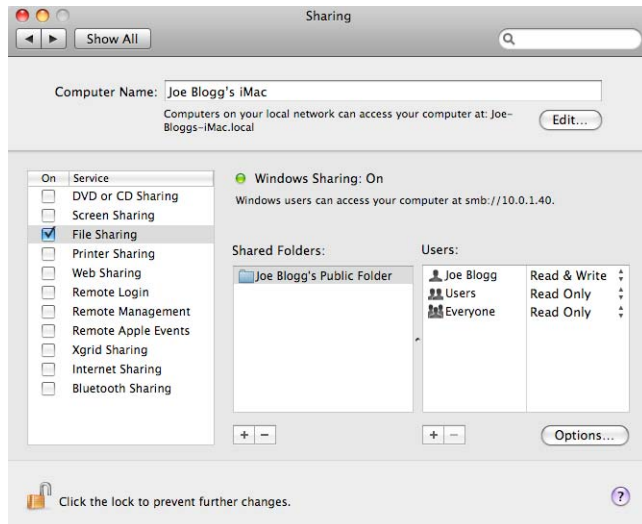 Sharing
Show All
Computer Name: Joe Blogg's iMac
Computers on your local network can access your computer at: Joe-
Bloggs-iMac.local
Edit...
On Service
DVD or CD Sharing
Screen Sharing
File Sharing
Printer Sharing
Web Sharing
Remote Login
Remote Management
Remote Apple Events
Xgrid Sharing
Internet Sharing
Bluetooth Sharing
Windows Sharing: On
Windows users can access your computer at smb://10.0.1.40.
Shared Folders:
Joe Blogg's Public Folder
Users:
Joe Blogg Read & Write
Users Read Only
Everyone Read Only
+ −
+ −
Options...
Click the lock to prevent further changes.
?